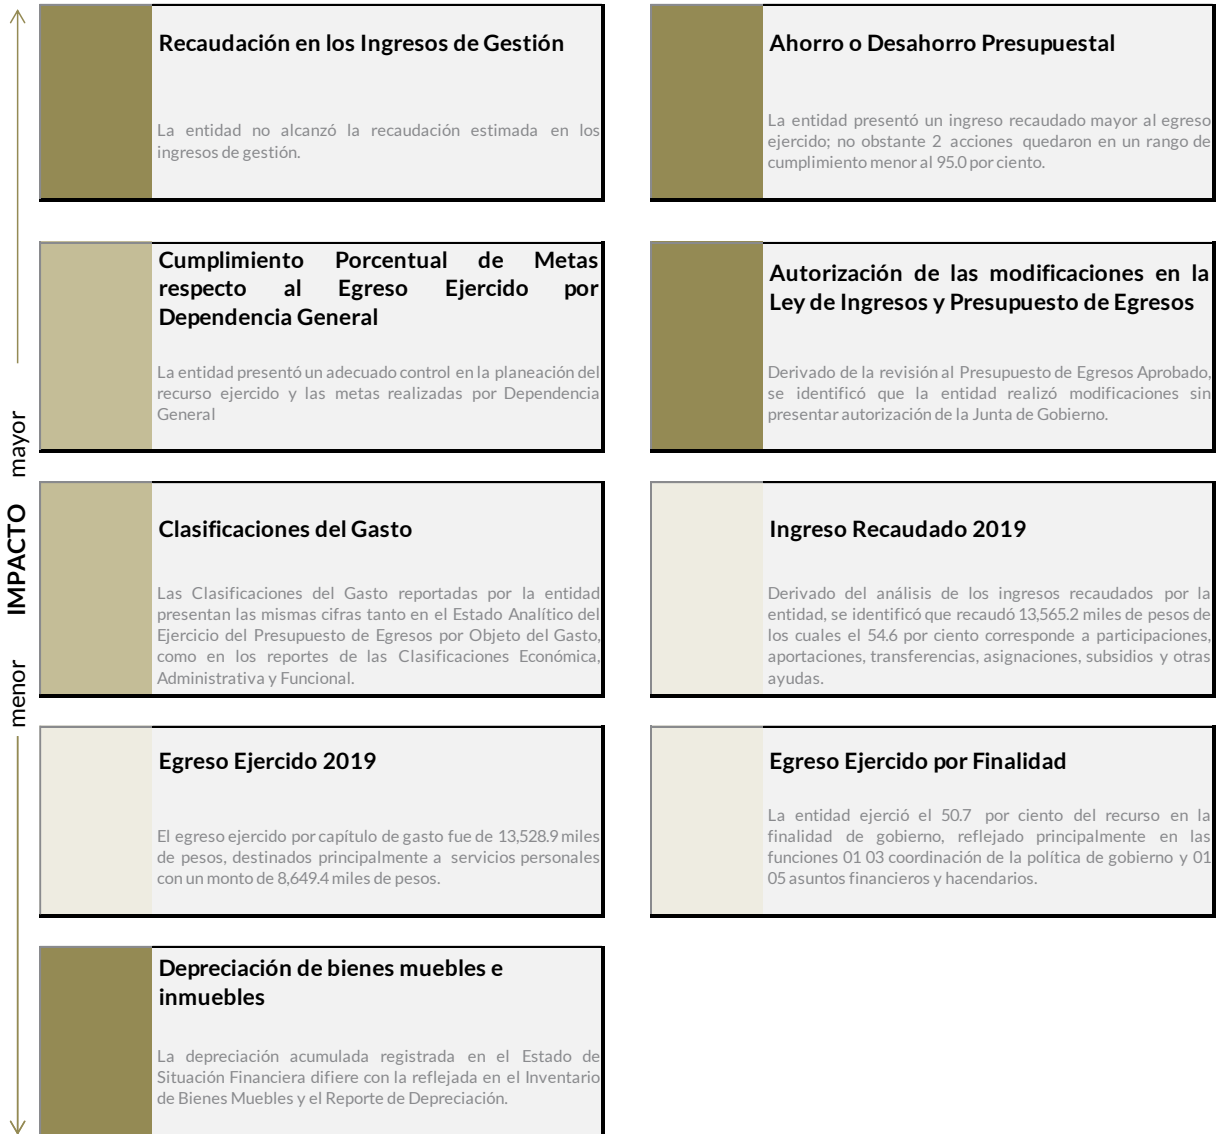 Recaudación en los Ingresos de Gestión
La entidad no alcanzó la recaudación estimada en los
ingresos de gestión.
Ahorro o Desahorro Presupuestal
La entidad presentó un ingreso recaudado mayor al egreso
ejercido; no obstante 2 acciones quedaron en un rango de
cumplimiento menor al 95.0 por ciento.
Cumplimiento Porcentual de Metas
respecto al Egreso Ejercido por
Dependencia General
La entidad presentó un adecuado control en la planeación del
recurso ejercido y las metas realizadas por Dependencia
General
Autorización de las modificaciones en la
Ley de Ingresos y Presupuesto de Egresos
Derivado de la revisión al Presupuesto de Egresos Aprobado,
se identificó que la entidad realizó modificaciones sin
presentar autorización de la Junta de Gobierno.
menor IMPACTO mayor
Clasificaciones del Gasto
Las Clasificaciones del Gasto reportadas por la entidad
presentan las mismas cifras tanto en el Estado Analítico del
Ejercicio del Presupuesto de Egresos por Objeto del Gasto,
como en los reportes de las Clasificaciones Económica,
Administrativa y Funcional.
Ingreso Recaudado 2019
Derivado del análisis de los ingresos recaudados por la
entidad, se identificó que recaudó 13,565.2 miles de pesos de
los cuales el 54.6 por ciento corresponde a participaciones,
aportaciones, transferencias, asignaciones, subsidios y otras
ayudas.
Egreso Ejercido 2019
El egreso ejercido por capítulo de gasto fue de 13,528.9 miles
de pesos, destinados principalmente a servicios personales
con un monto de 8,649.4 miles de pesos.
Egreso Ejercido por Finalidad
La entidad ejerció el 50.7 por ciento del recurso en la
finalidad de gobierno, reflejado principalmente en las
funciones 01 03 coordinación de la política de gobierno y 01
05 asuntos financieros y hacendarios.
Depreciación de bienes muebles e
inmuebles
La depreciación acumulada registrada en el Estado de
Situación Financiera difiere con la reflejada en el Inventario
de Bienes Muebles y el Reporte de Depreciación.